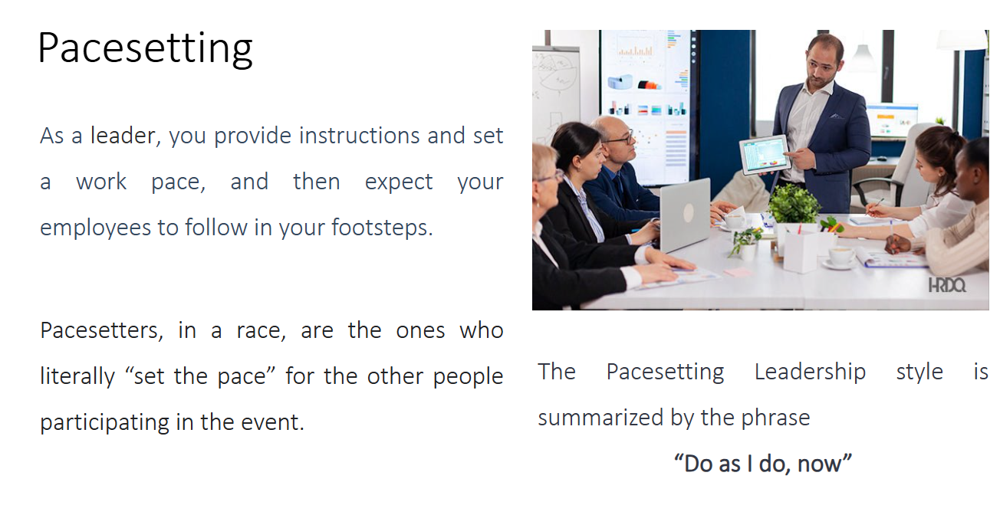 Pacesetting
As a leader, you provide instructions and set
a work pace, and then expect your
employees to follow in your footsteps.
Pacesetters, in a race, are the ones who
literally “set the pace” for the other people
participating in the event.
HRDQ
The Pacesetting Leadership style is
summarized by the phrase
“Do as I do, now”